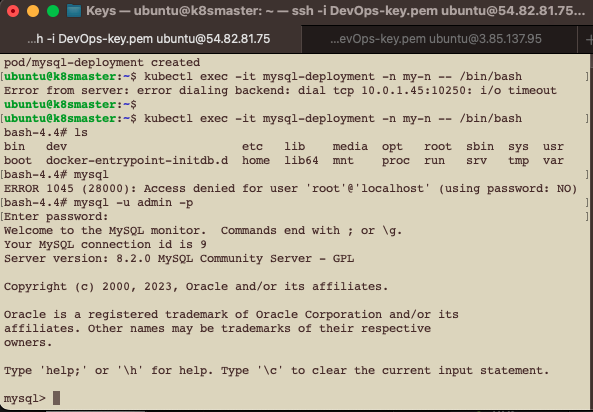 Keys — ubuntu@k8smaster: ~ — ssh -i DevOps-key.pem ubuntu@54.82.81.75...
...h -i DevOps-key.pem ubuntu@54.82.81.75
...evOps-key.pem ubuntu@3.85.137.95
pod/mysql-deployment created
[ubuntu@k8smaster:~$ kubectl exec -it mysql-deployment -n my-n -- /bin/bash ]
Error from server: error dialing backend: dial tcp 10.0.1.45:10250: i/o timeout
[ubuntu@k8smaster:~$ ]
[ubuntu@k8smaster:~$ kubectl exec -it mysql-deployment -n my-n -- /bin/bash ]
[bash-4.4# ls ]
bin dev etc lib media opt root sbin sys usr
boot docker-entrypoint-initdb.d home lib64 mnt proc run srv tmp var
[bash-4.4# mysql ]
ERROR 1045 (28000): Access denied for user 'root'@'localhost' (using password: NO)
[bash-4.4# mysql -u admin -p ]
[Enter password: ]
Welcome to the MySQL monitor. Commands end with ; or \g.
Your MySQL connection id is 9
Server version: 8.2.0 MySQL Community Server - GPL
Copyright (c) 2000, 2023, Oracle and/or its affiliates.
Oracle is a registered trademark of Oracle Corporation and/or its
affiliates. Other names may be trademarks of their respective
owners.
Type 'help;' or '\h' for help. Type '\c' to clear the current input statement.
mysql>